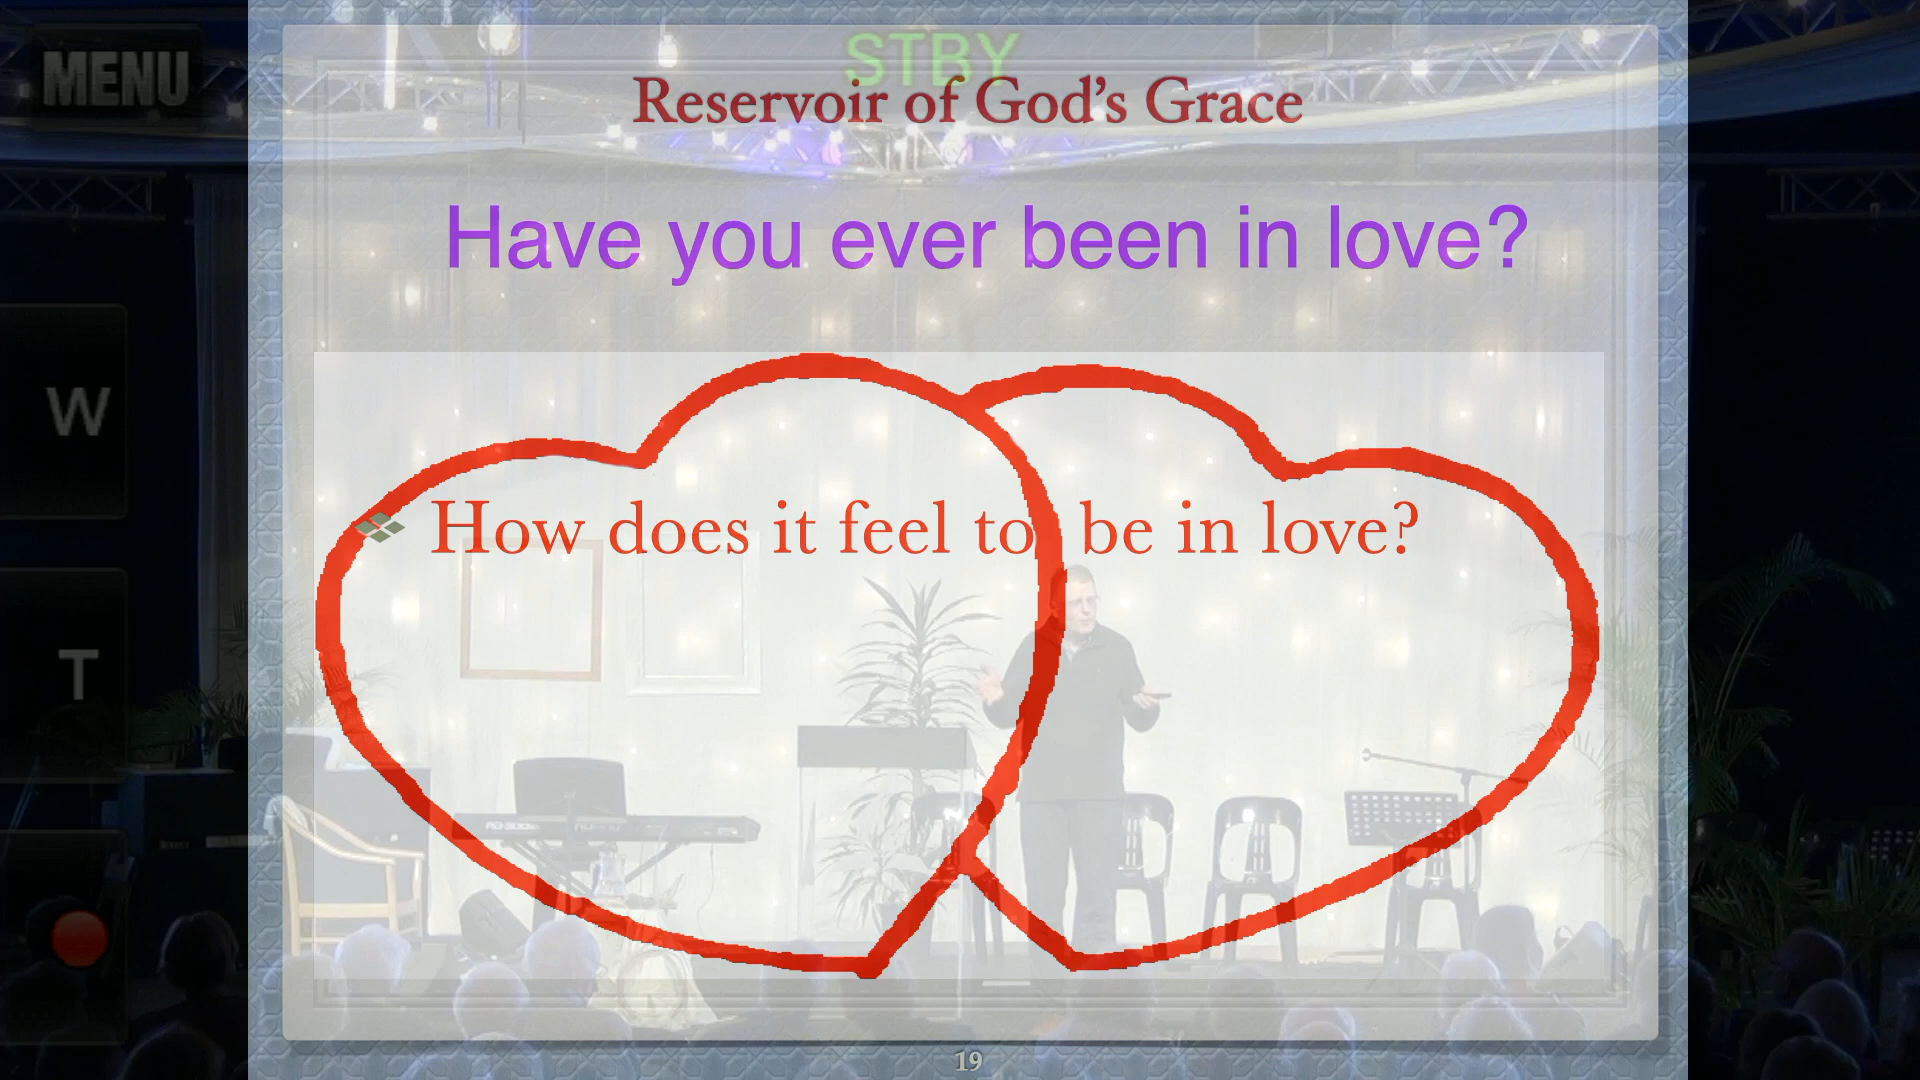 MENU
STBY
Reservoir of God's Grace
Have you ever been in love?
How does it feel to be in love?
W
T
19